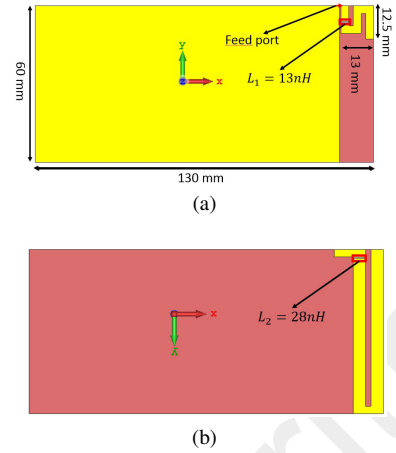 12.5 mm
Feed port
60 mm
y
x
L₁ = 13nH
13 mm
130 mm
(a)
x
L₂ = 28nH
(b)